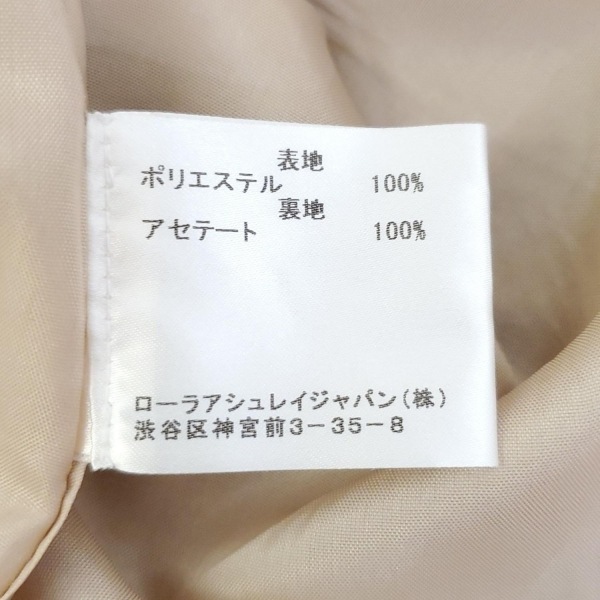 表地
ポリエステル 100%
裏地
アセテート 100%
ローラアシュレイジャパン(株)
渋谷区神宮前3-35-8